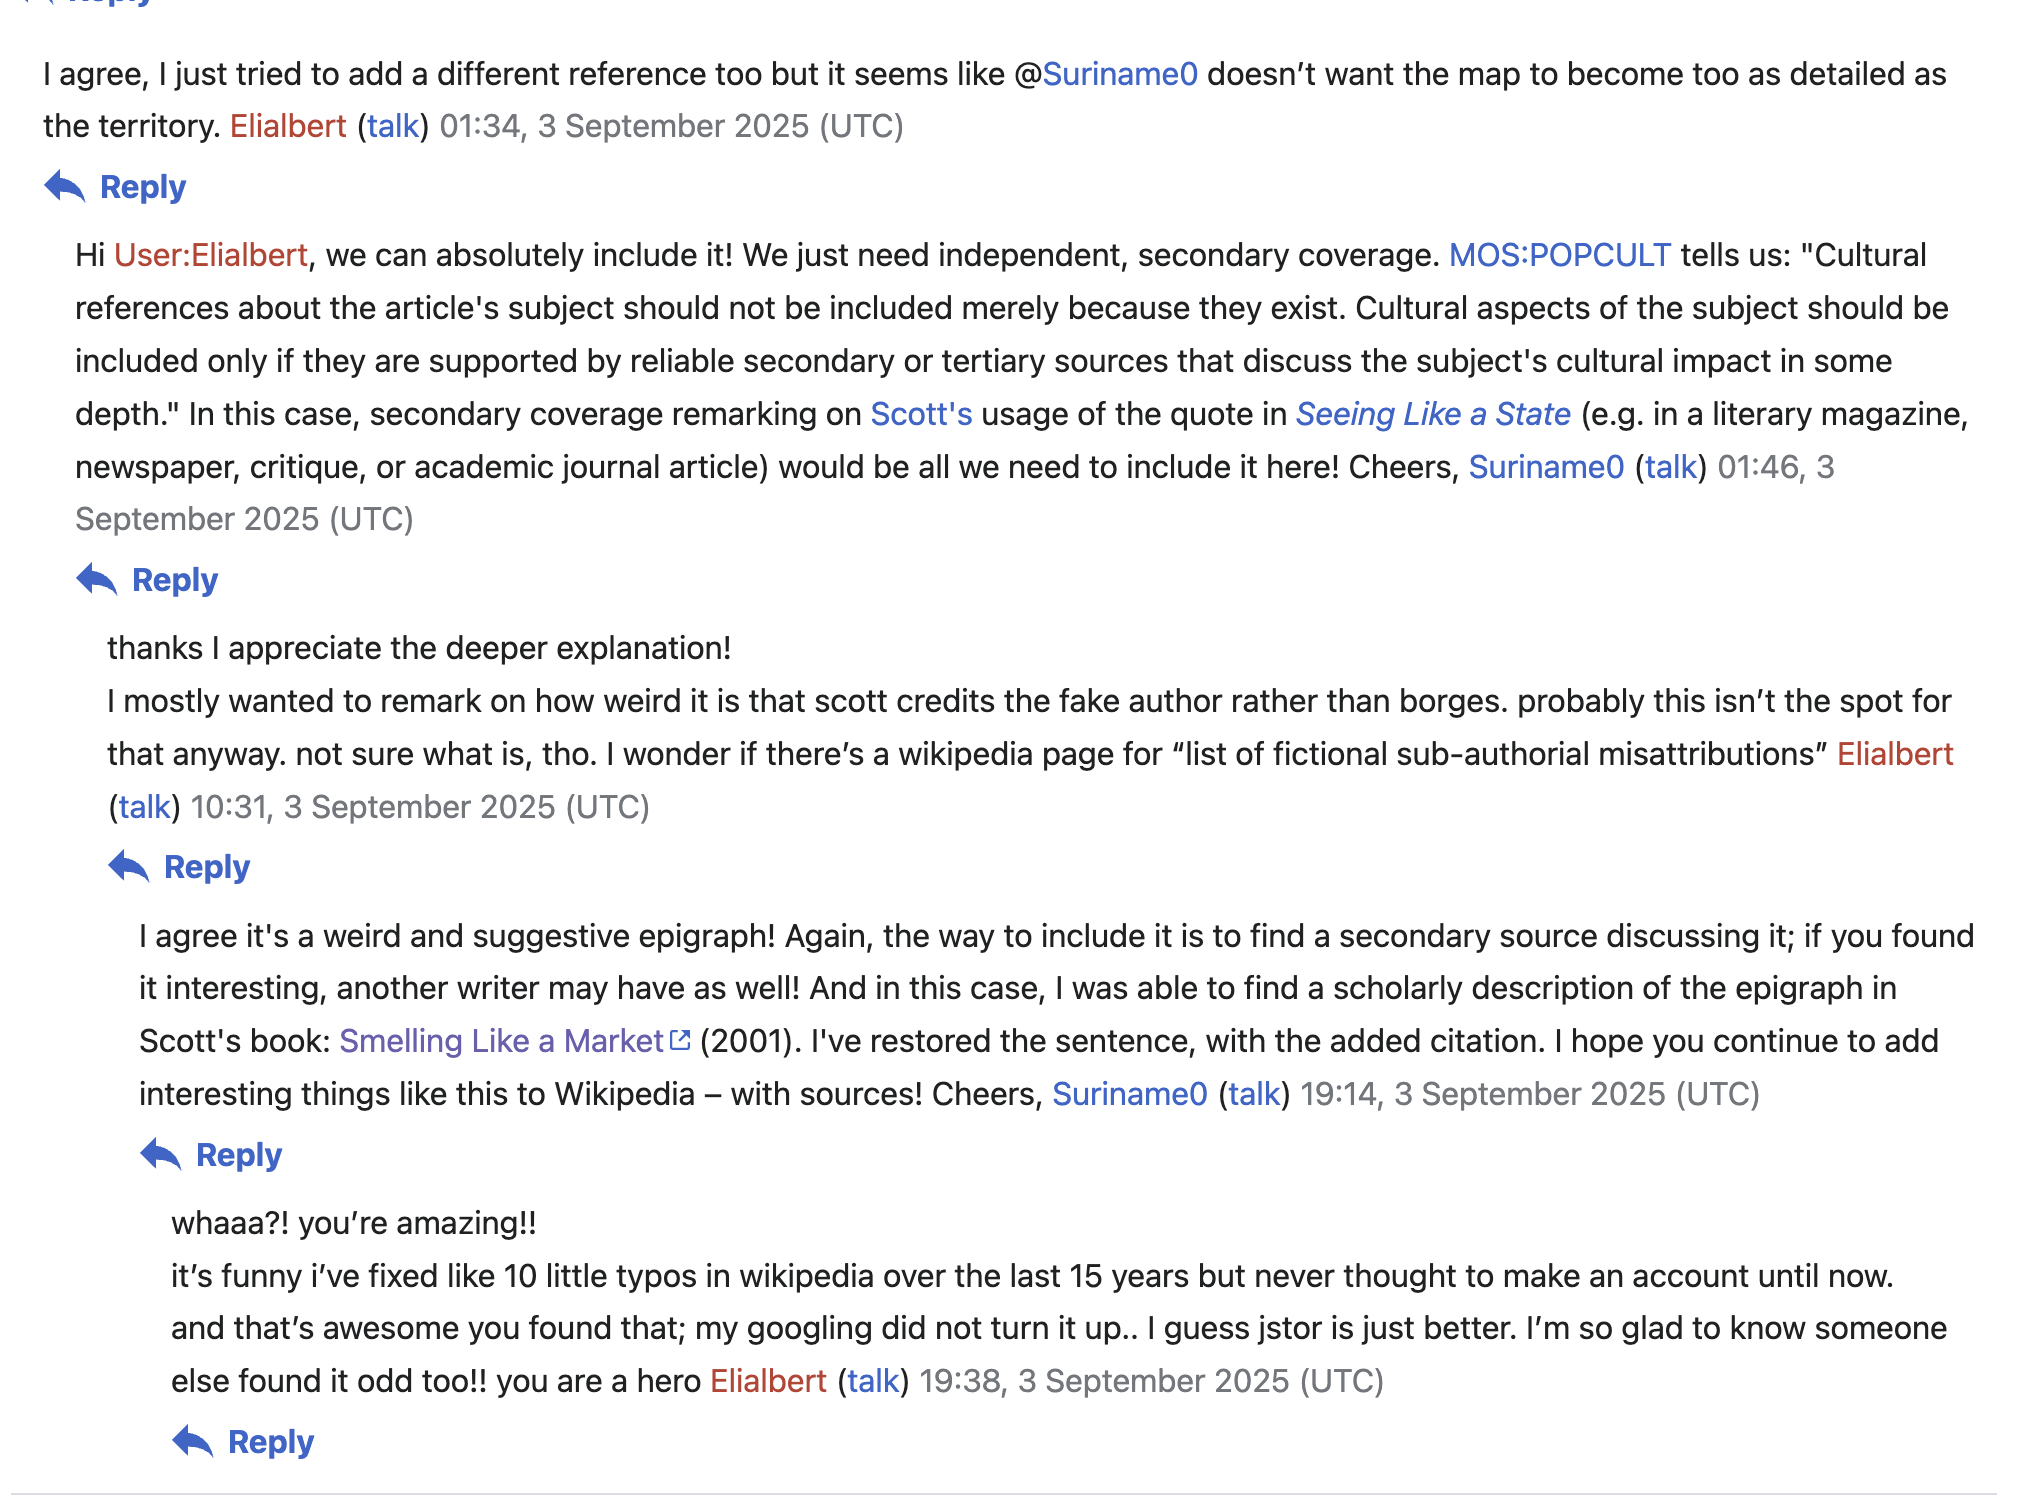 Reply
I agree, I just tried to add a different reference too but it seems like @Suriname0 doesn’t want the map to become too as detailed as
the territory. Elialbert (talk) 01:34, 3 September 2025 (UTC)
Reply
Hi User:Elialbert, we can absolutely include it! We just need independent, secondary coverage. MOS:POPCULT tells us: "Cultural
references about the article's subject should not be included merely because they exist. Cultural aspects of the subject should be
included only if they are supported by reliable secondary or tertiary sources that discuss the subject's cultural impact in some
depth." In this case, secondary coverage remarking on Scott's usage of the quote in Seeing Like a State (e.g. in a literary magazine,
newspaper, critique, or academic journal article) would be all we need to include it here! Cheers, Suriname0 (talk) 01:46, 3
September 2025 (UTC)
Reply
thanks I appreciate the deeper explanation!
I mostly wanted to remark on how weird it is that scott credits the fake author rather than borges. probably this isn’t the spot for
that anyway. not sure what is, tho. I wonder if there’s a wikipedia page for “list of fictional sub-authorial misattributions” Elialbert
(talk) 10:31, 3 September 2025 (UTC)
Reply
I agree it's a weird and suggestive epigraph! Again, the way to include it is to find a secondary source discussing it; if you found
it interesting, another writer may have as well! And in this case, I was able to find a scholarly description of the epigraph in
Scott's book: Smelling Like a Market (2001). I've restored the sentence, with the added citation. I hope you continue to add
interesting things like this to Wikipedia – with sources! Cheers, Suriname0 (talk) 19:14, 3 September 2025 (UTC)
Reply
whaaa?! you’re amazing!!
it’s funny i’ve fixed like 10 little typos in wikipedia over the last 15 years but never thought to make an account until now.
and that’s awesome you found that; my googling did not turn it up.. I guess jstor is just better. I’m so glad to know someone
else found it odd too!! you are a hero Elialbert (talk) 19:38, 3 September 2025 (UTC)
Reply